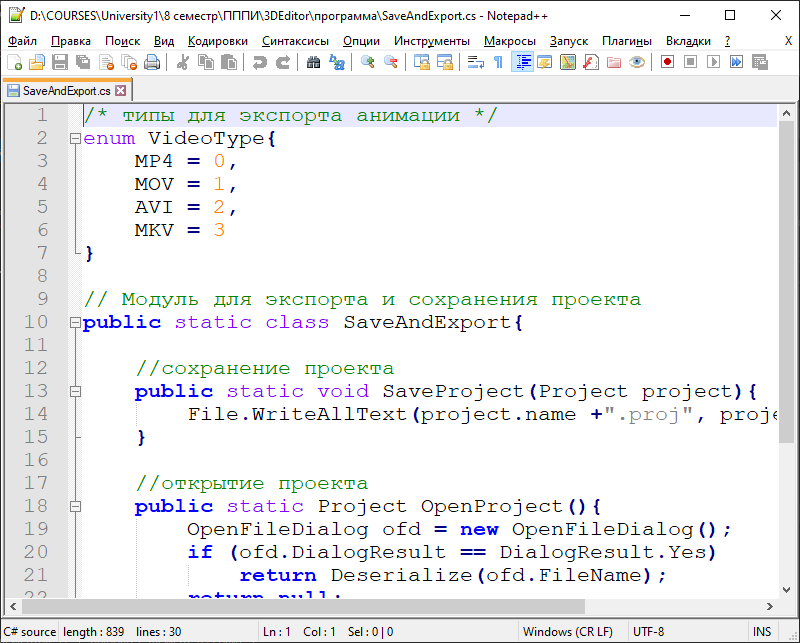 D:\COURSES\University1\8 семестр\ПППИ\3DEditor\программа\SaveAndExport.cs - Notepad++
Файл Правка Поиск Вид Кодировки Синтаксисы Опции Инструменты Макросы Запуск Плагины Вкладки ? X
SaveAndExport.cs
1 /* типы для экспорта анимации */
2 enum VideoType{
3 MP4 = 0,
4 MOV = 1,
5 AVI = 2,
6 MKV = 3
7 }
8
9 // Модуль для экспорта и сохранения проекта
10 public static class SaveAndExport{
11
12 //сохранение проекта
13 public static void SaveProject(Project project){
14 File.WriteAllText(project.name +".proj", proje
15 }
16
17 //открытие проекта
18 public static Project OpenProject(){
19 OpenFileDialog ofd = new OpenFileDialog();
20 if (ofd.DialogResult == DialogResult.Yes)
21 return Deserialize(ofd.FileName);
22 return null;
C# source length : 839 lines : 30 Ln : 1 Col : 1 Sel : 0 | 0 Windows (CR LF) UTF-8 INS